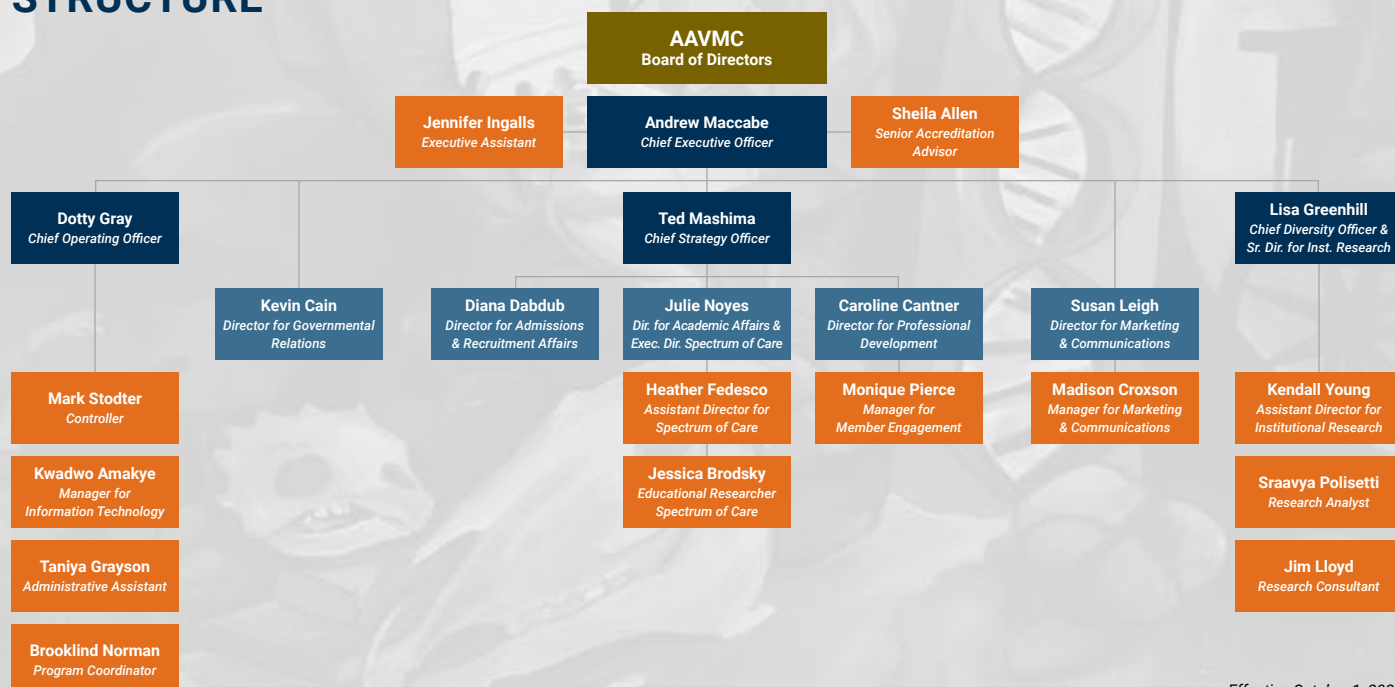 STRUCTURE
AAVMC
Board of Directors
Jennifer Ingalls
Executive Assistant
Andrew Maccabe
Chief Executive Officer
Sheila Allen
Senior Accreditation
Advisor
Dotty Gray
Chief Operating Officer
Ted Mashima
Chief Strategy Officer
Lisa Greenhill
Chief Diversity Officer &
Sr. Dir. for Inst. Research
Kevin Cain
Director for Governmental
Relations
Diana Dabdub
Director for Admissions
& Recruitment Affairs
Julie Noyes
Dir. for Academic Affairs &
Exec. Dir. Spectrum of Care
Caroline Cantner
Director for Professional
Development
Susan Leigh
Director for Marketing
& Communications
Mark Stodter
Controller
Heather Fedesco
Assistant Director for
Spectrum of Care
Monique Pierce
Manager for
Member Engagement
Madison Croxson
Manager for Marketing
& Communications
Kendall Young
Assistant Director for
Institutional Research
Kwadwo Amakye
Manager for
Information Technology
Jessica Brodsky
Educational Researcher
Spectrum of Care
Sraavya Polisetti
Research Analyst
Taniya Grayson
Administrative Assistant
Jim Lloyd
Research Consultant
Brooklind Norman
Program Coordinator
Effective October 1,